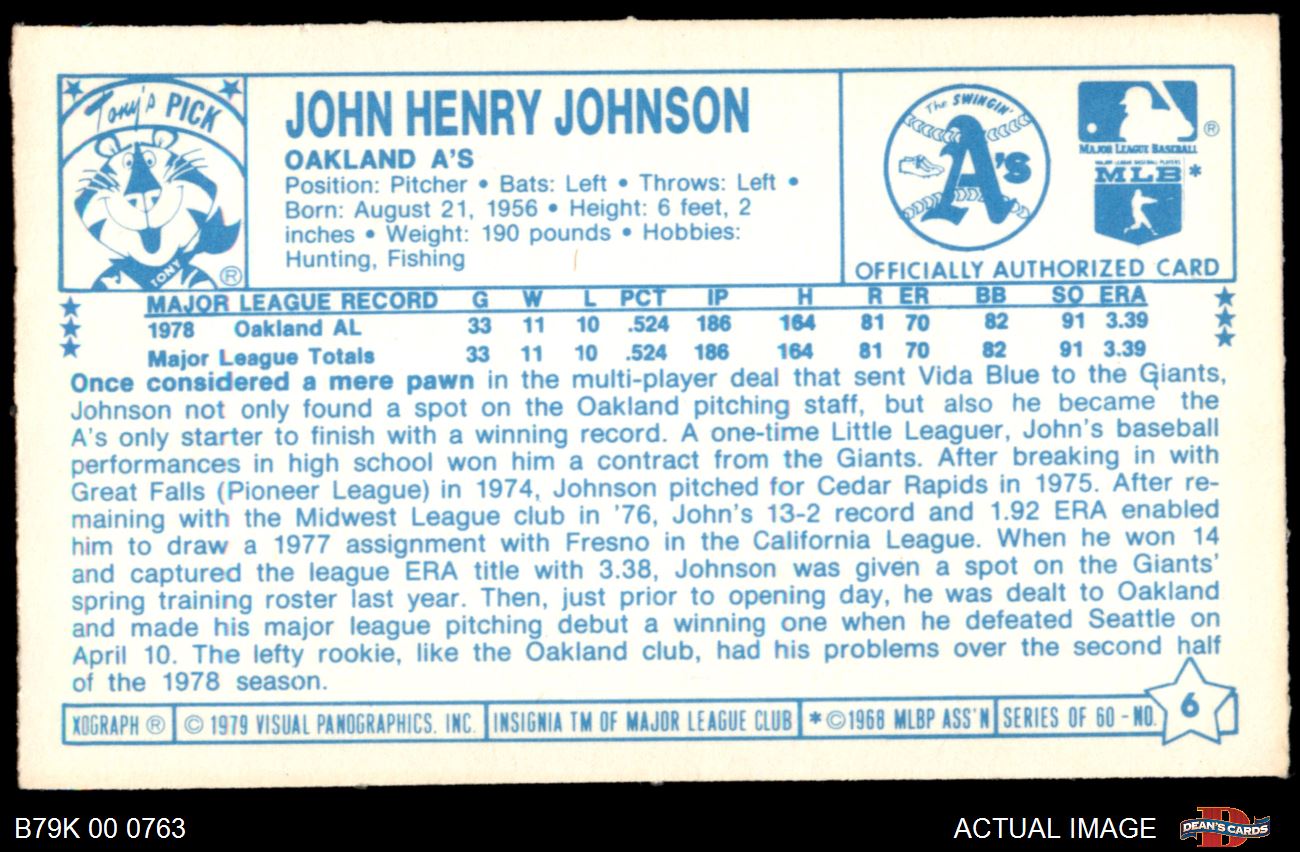 Tony's PICK
TONY ®
JOHN HENRY JOHNSON
OAKLAND A'S
Position: Pitcher • Bats: Left • Throws: Left •
Born: August 21, 1956 • Height: 6 feet, 2
inches • Weight: 190 pounds • Hobbies:
Hunting, Fishing
The SWINGIN'
A's
MAJOR LEAGUE BASEBALL ®
MAJOR LEAGUE BASEBALL PLAYERS
MLB *
OFFICIALLY AUTHORIZED CARD
MAJOR LEAGUE RECORD G W L PCT IP H R ER BB SO ERA
1978 Oakland AL 33 11 10 .524 186 164 81 70 82 91 3.39
Major League Totals 33 11 10 .524 186 164 81 70 82 91 3.39
Once considered a mere pawn in the multi-player deal that sent Vida Blue to the Giants,
Johnson not only found a spot on the Oakland pitching staff, but also he became the
A's only starter to finish with a winning record. A one-time Little Leaguer, John's baseball
performances in high school won him a contract from the Giants. After breaking in with
Great Falls (Pioneer League) in 1974, Johnson pitched for Cedar Rapids in 1975. After re-
maining with the Midwest League club in '76, John's 13-2 record and 1.92 ERA enabled
him to draw a 1977 assignment with Fresno in the California League. When he won 14
and captured the league ERA title with 3.38, Johnson was given a spot on the Giants'
spring training roster last year. Then, just prior to opening day, he was dealt to Oakland
and made his major league pitching debut a winning one when he defeated Seattle on
April 10. The lefty rookie, like the Oakland club, had his problems over the second half
of the 1978 season.
XOGRAPH ® © 1979 VISUAL PANOGRAPHICS, INC. INSIGNIA TM OF MAJOR LEAGUE CLUB * ©1968 MLBP ASS'N SERIES OF 60 - NO. 6
B79K 00 0763
ACTUAL IMAGE
D
DEAN'S CARDS